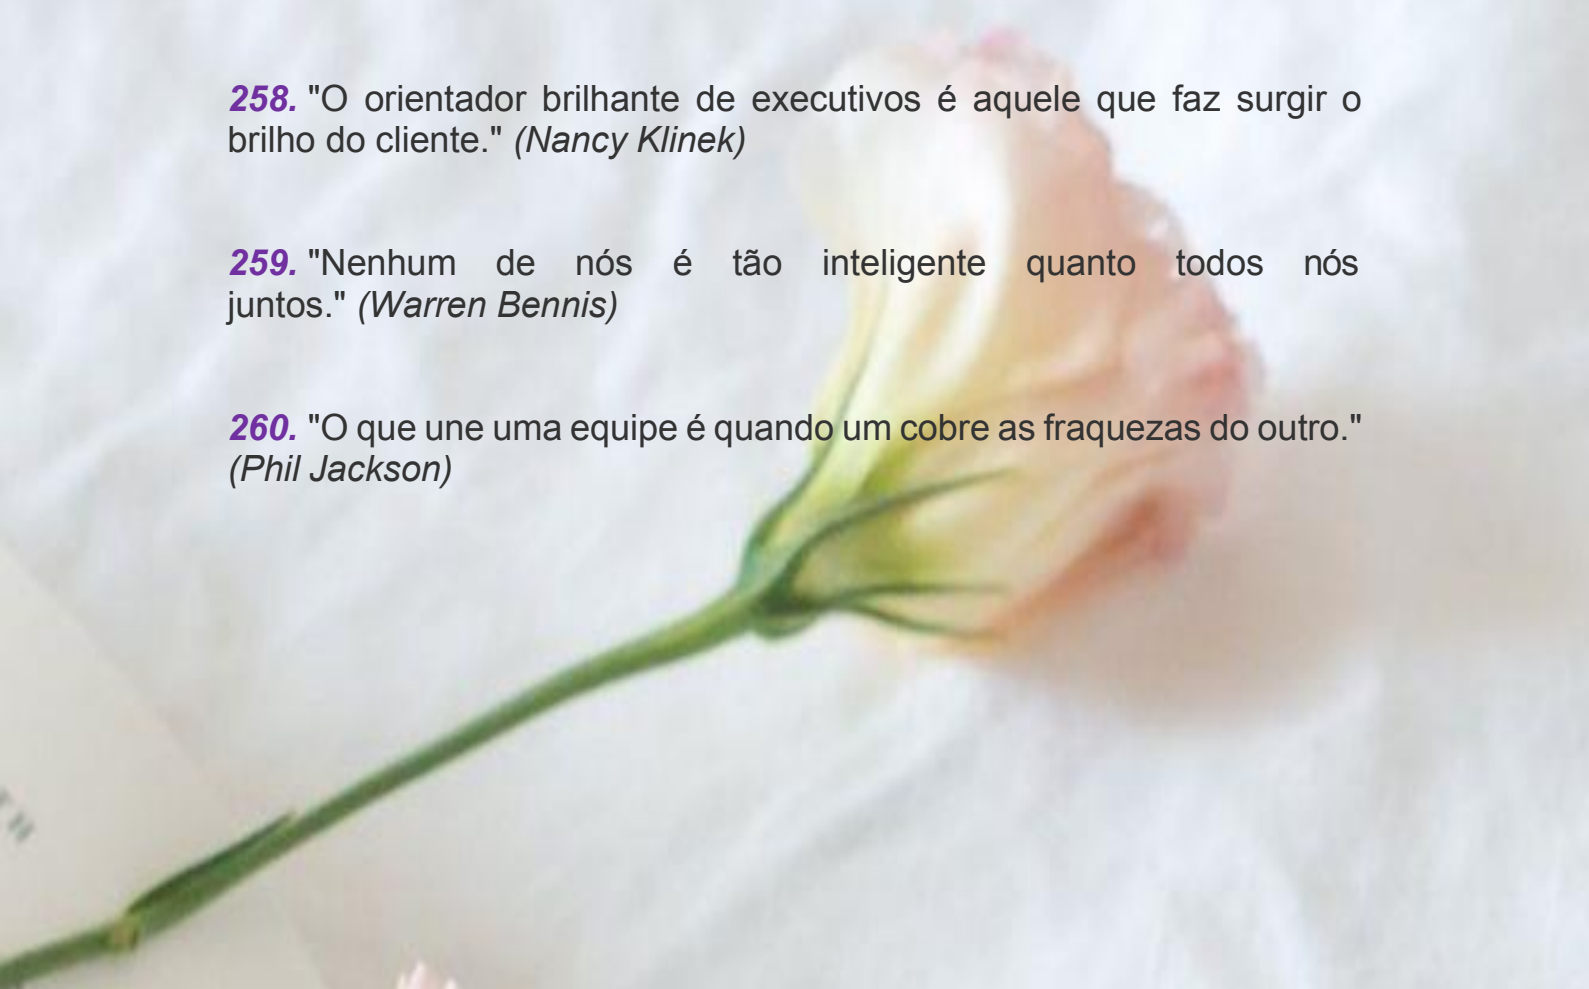 258. "O orientador brilhante de executivos é aquele que faz surgir o
brilho do cliente." (Nancy Klinek)
259. "Nenhum de nós é tão inteligente quanto todos nós
juntos." (Warren Bennis)
260. "O que une uma equipe é quando um cobre as fraquezas do outro."
(Phil Jackson)